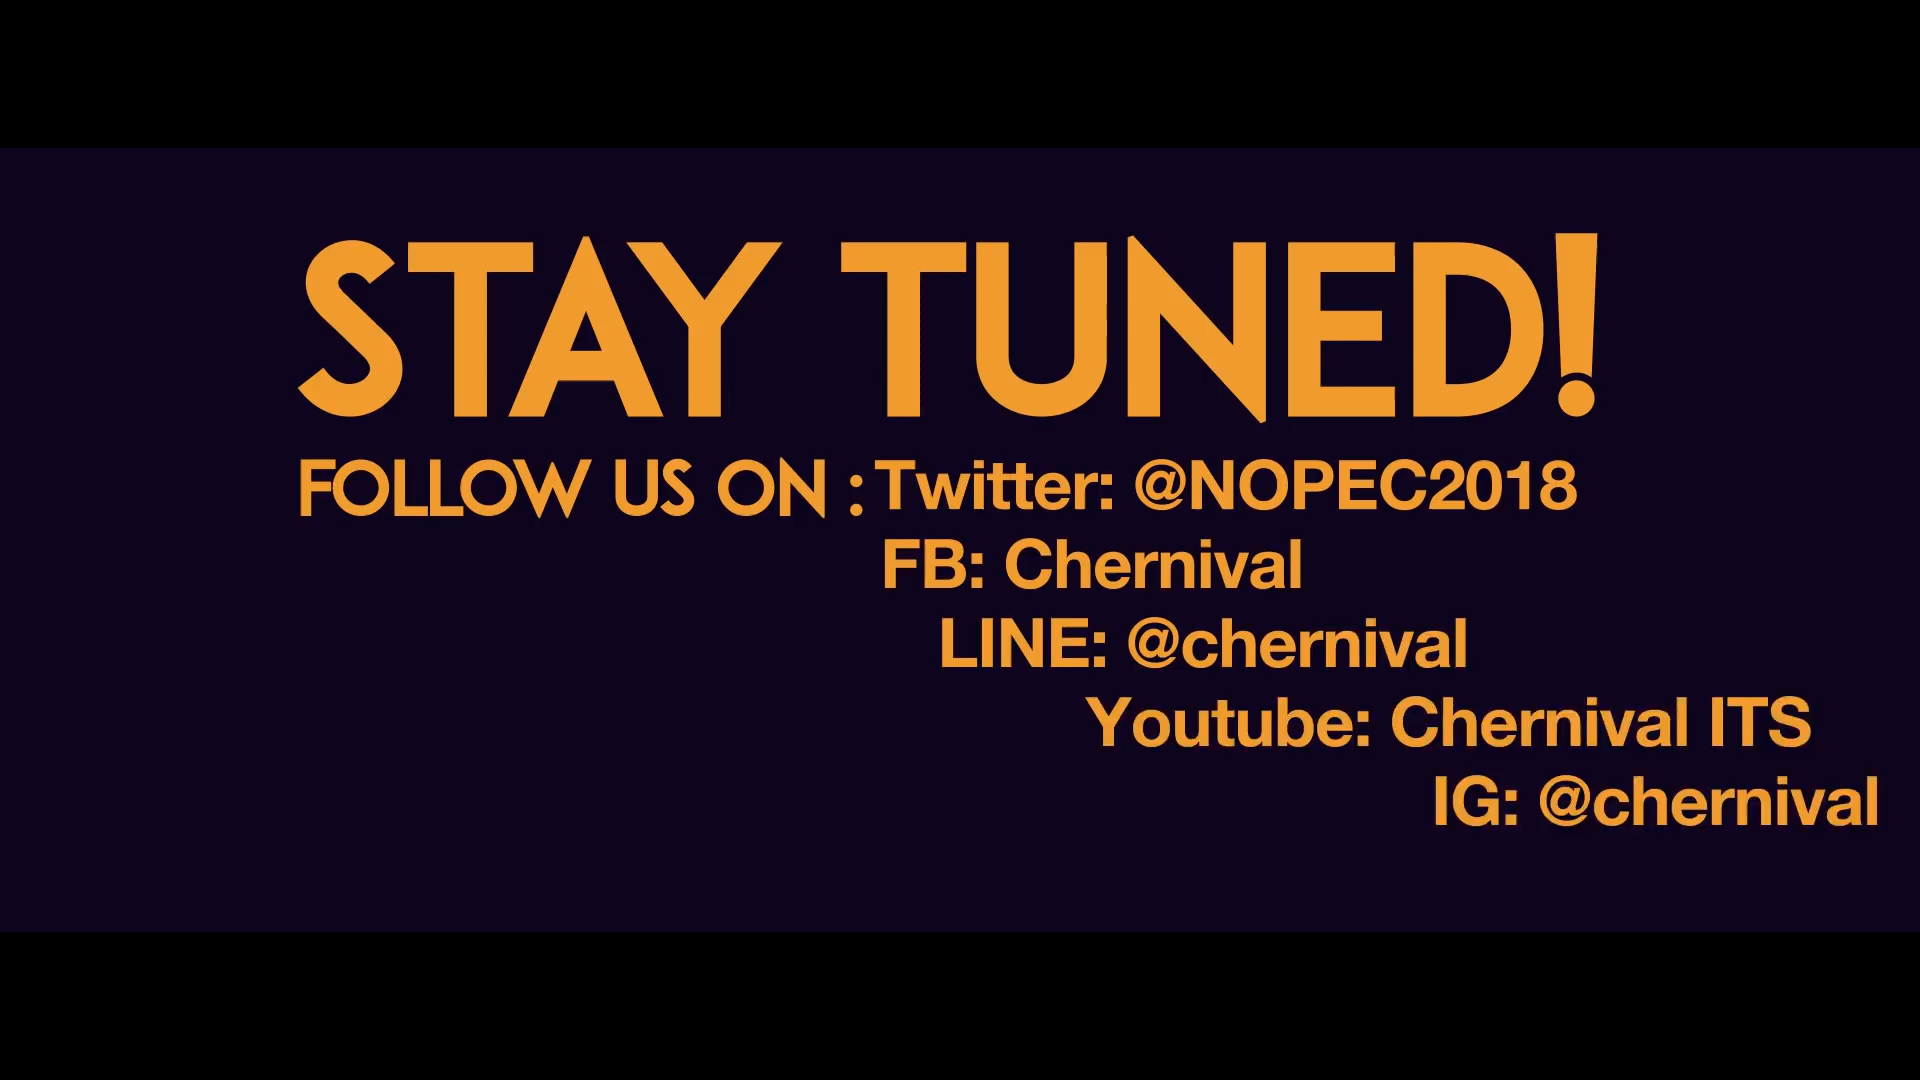 STAY TUNED!
FOLLOW US ON : Twitter: @NOPEC2018
FB: Chernival
LINE: @chernival
Youtube: Chernival ITS
IG: @chernival